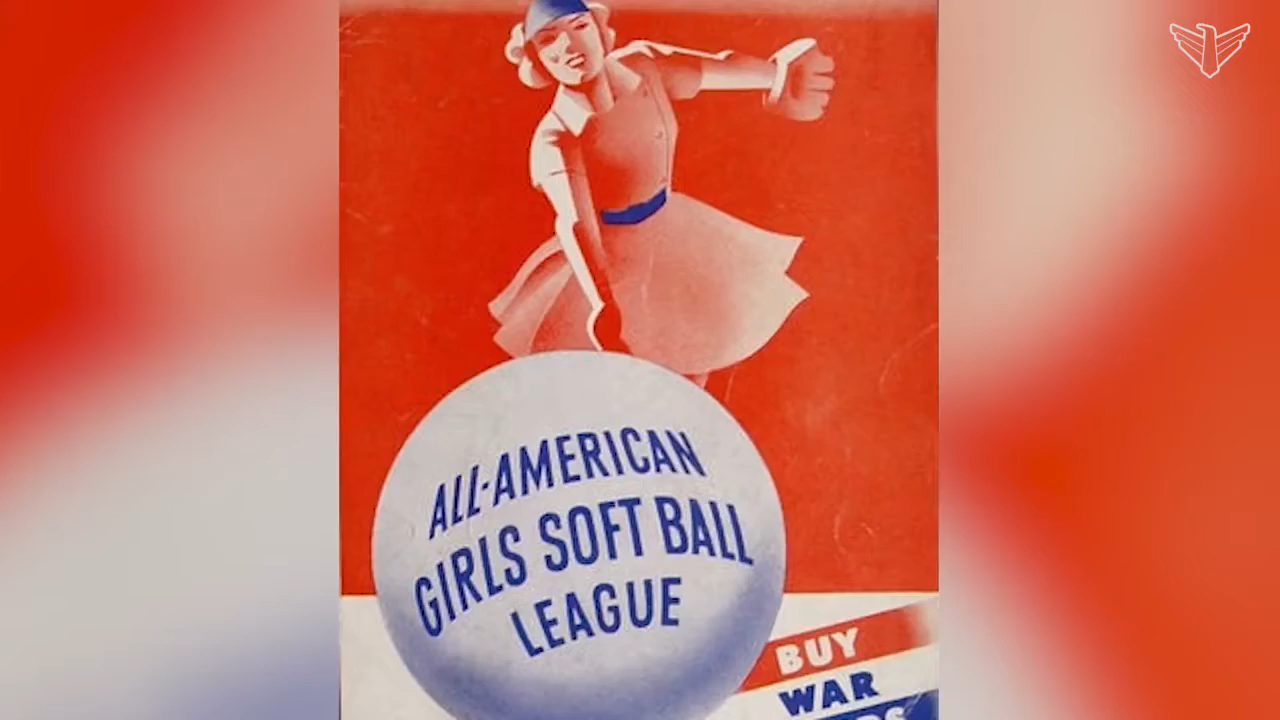 ALL-AMERICAN
GIRLS SOFT BALL
LEAGUE
BUY
WAR